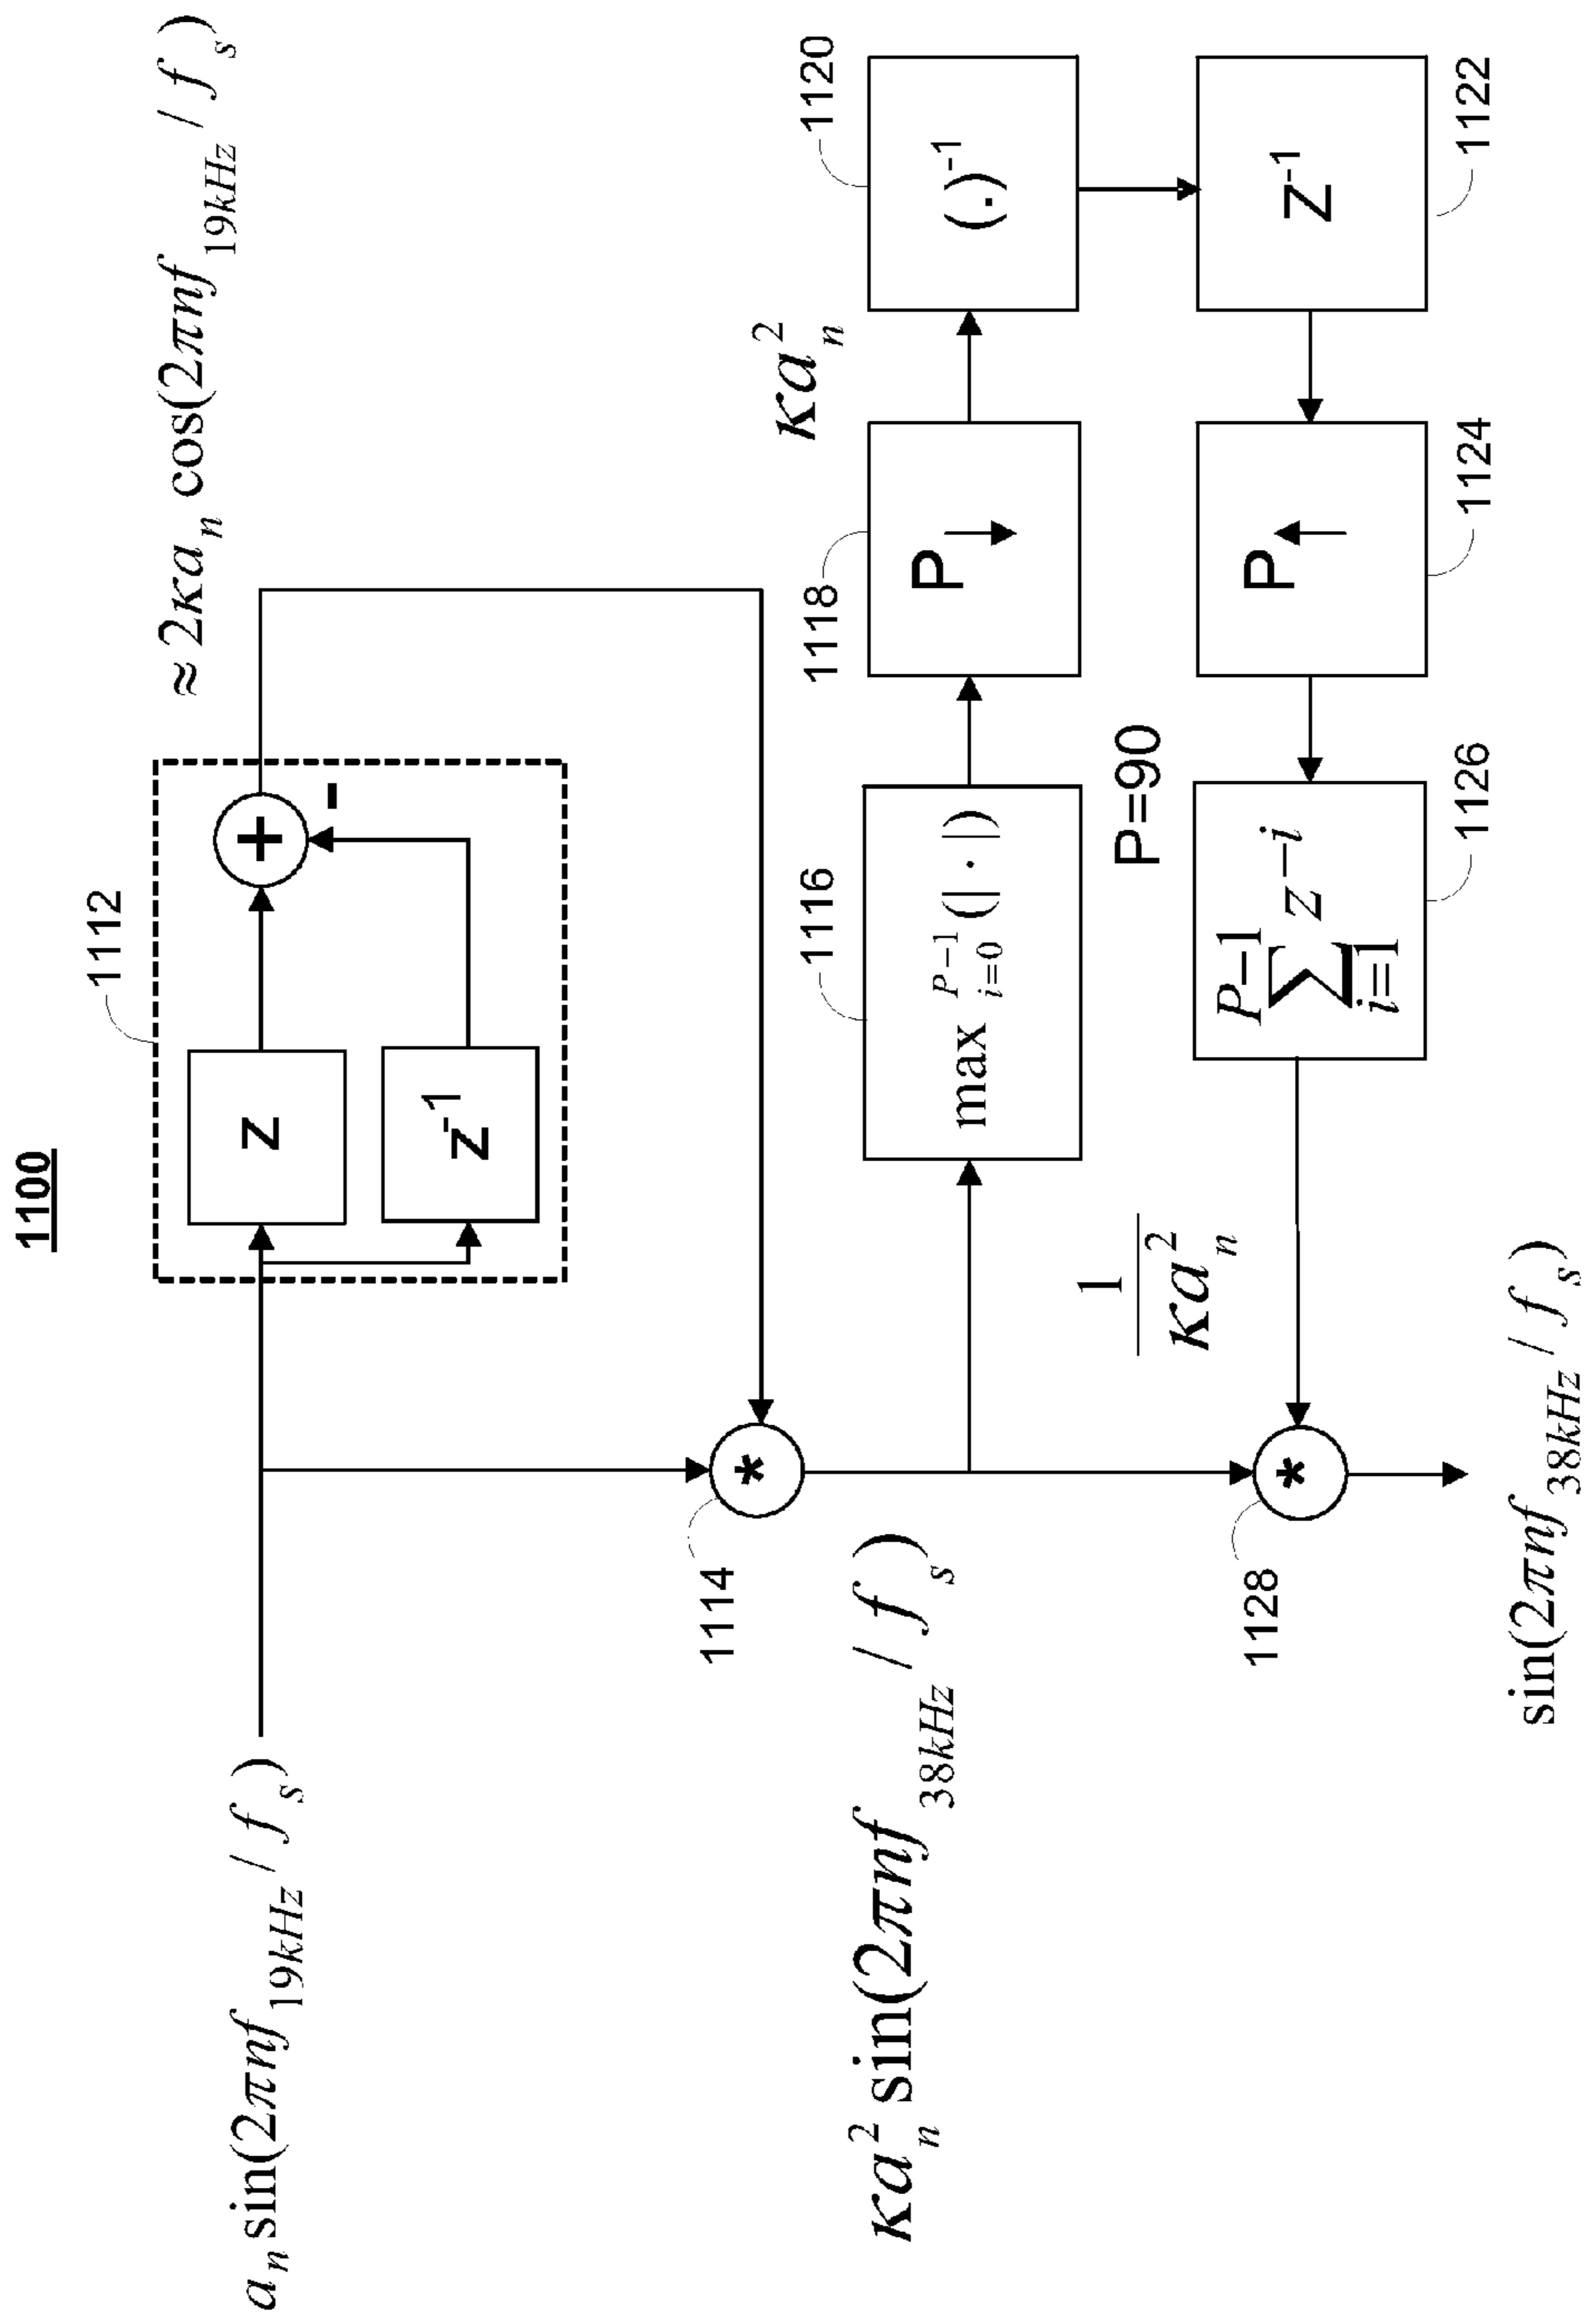 1100
1112
≈ 2κa_n cos(2πnf_19kHz / f_s)
z
+
-
z^-1
a_n sin(2πnf_19kHz / f_s)
1114
*
κa_n^2 sin(2πnf_38kHz / f_s)
1116
max_{i=0}^{P-1}(|·|)
1118
P↓
κa_n^2
1120
(.)^-1
P=90
1/κa_n^2
1128
*
P-1
∑ z^-i
i=1
1126
P↑
1124
Z^-1
1122
sin(2πnf_38kHz / f_s)